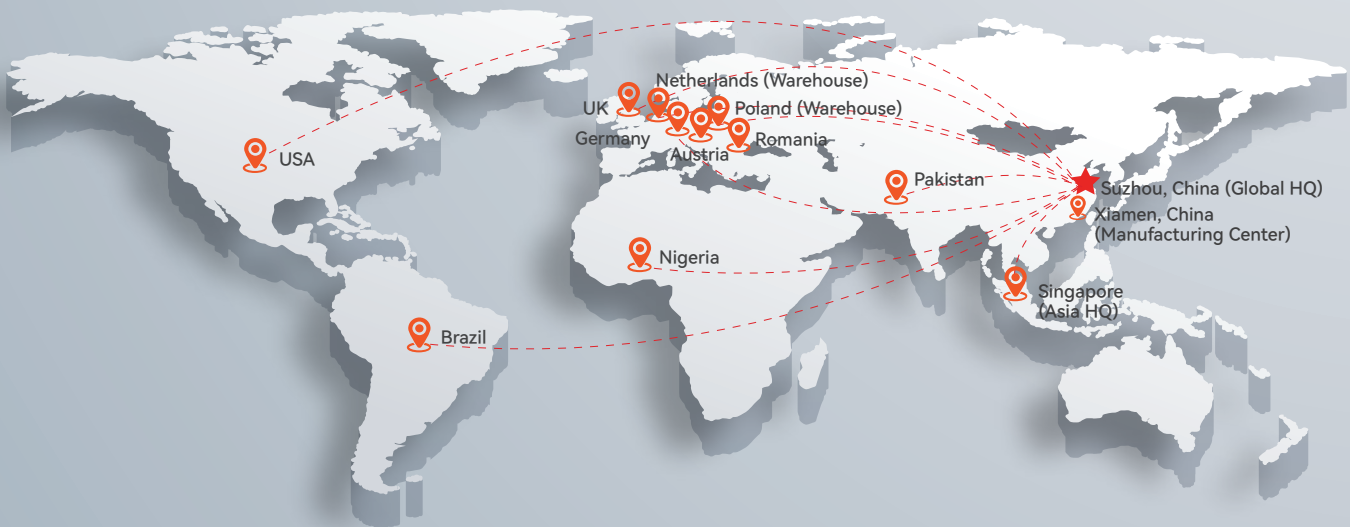 Netherlands (Warehouse)
UK
Poland (Warehouse)
Germany
Romania
Austria
USA
Pakistan
Suzhou, China (Global HQ)
Xiamen, China
(Manufacturing Center)
Nigeria
Singapore
(Asia HQ)
Brazil